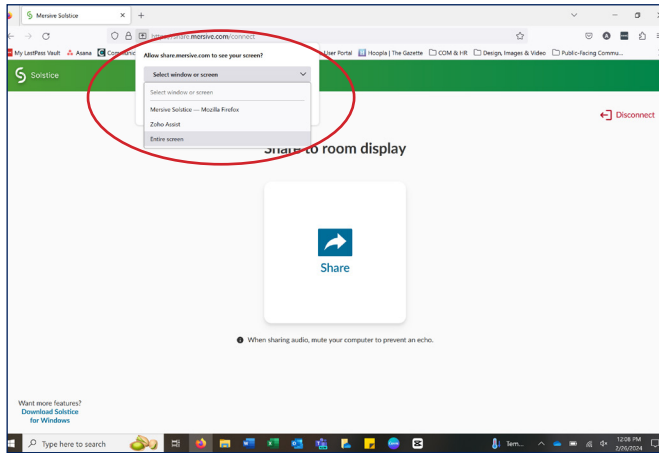 Mersive Solstice
share.mersive.com/connect
My LastPass Vault
Asana
User Portal
Hoopla | The Gazette
COM & HR
Design, Images & Video
Public-Facing Commu...
Allow share.mersive.com to see your screen?
Select window or screen
Select window or screen
Mersive Solstice — Mozilla Firefox
Zoho Assist
Entire screen
Solstice
Disconnect
Share to room display
Share
When sharing audio, mute your computer to prevent an echo.
Want more features?
Download Solstice
for Windows
Type here to search
Tem...
12:08 PM
2/26/2024